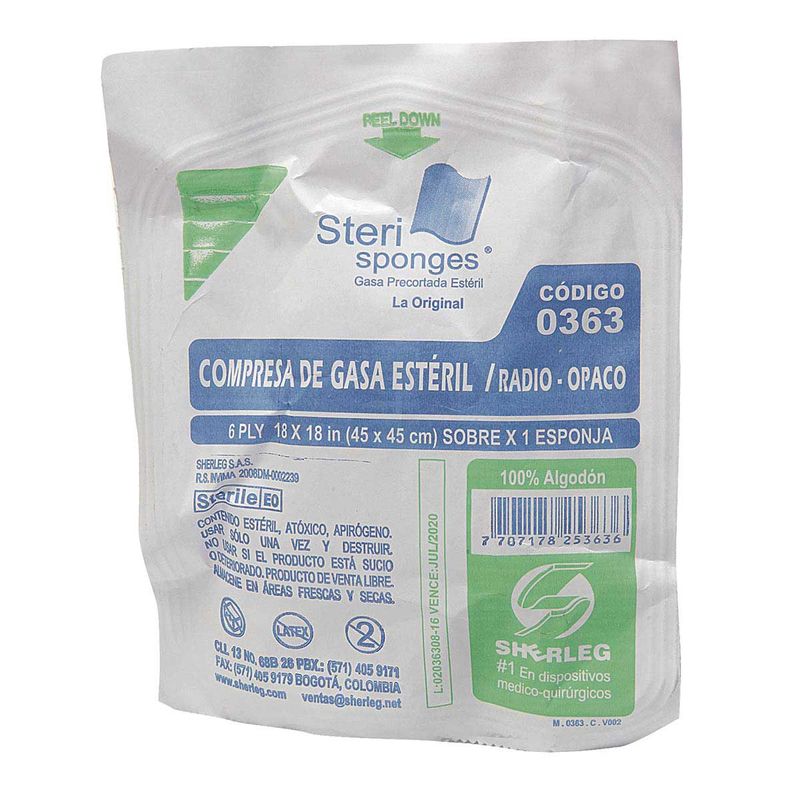 PEEL DOWN
Steri
sponges®
Gasa Precortada Estéril
La Original
CÓDIGO
0363
COMPRESA DE GASA ESTÉRIL / RADIO - OPACO
6 PLY 18 X 18 in (45 x 45 cm) SOBRE X 1 ESPONJA
SHERLEG S.A.S.
R.S. INVIMA 2008DM-0002239
Sterile EO
CONTENIDO ESTÉRIL, ATÓXICO, APIRÓGENO.
USAR SÓLO UNA VEZ Y DESTRUIR.
NO USAR SI EL PRODUCTO ESTÁ SUCIO
O DETERIORADO. PRODUCTO DE VENTA LIBRE.
ALMACENE EN ÁREAS FRESCAS Y SECAS.
LATEX
2
CLL 13 NO. 68B 26 PBX.: (571) 405 9171
FAX: (571) 405 9179 BOGOTÁ, COLOMBIA
www.sherleg.com ventas@sherleg.net
L:02036308-16 VENCE:JUL/2020
100% Algodón
7 707178 253636
SHERLEG
#1 En dispositivos
medico-quirúrgicos
M.0363.C.V002